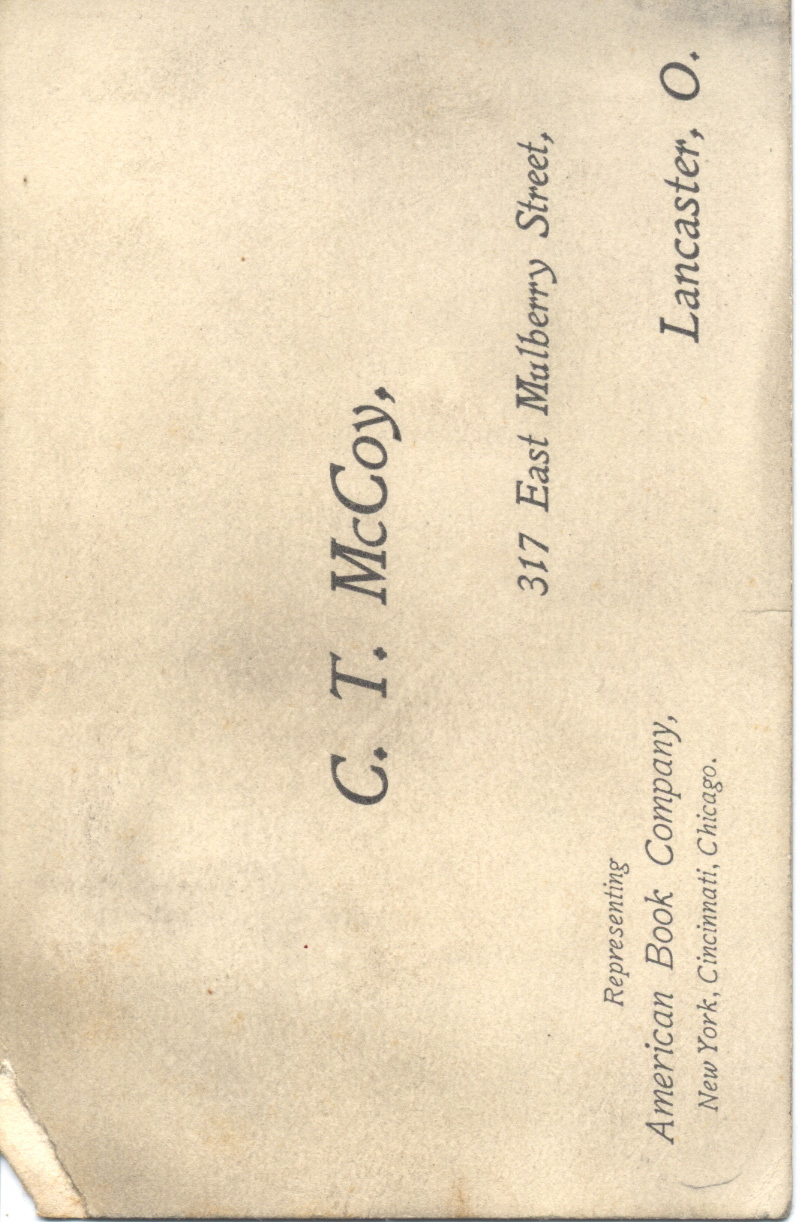 C. T. McCoy,
317 East Mulberry Street,
Lancaster, O.
Representing
American Book Company,
New York, Cincinnati, Chicago.